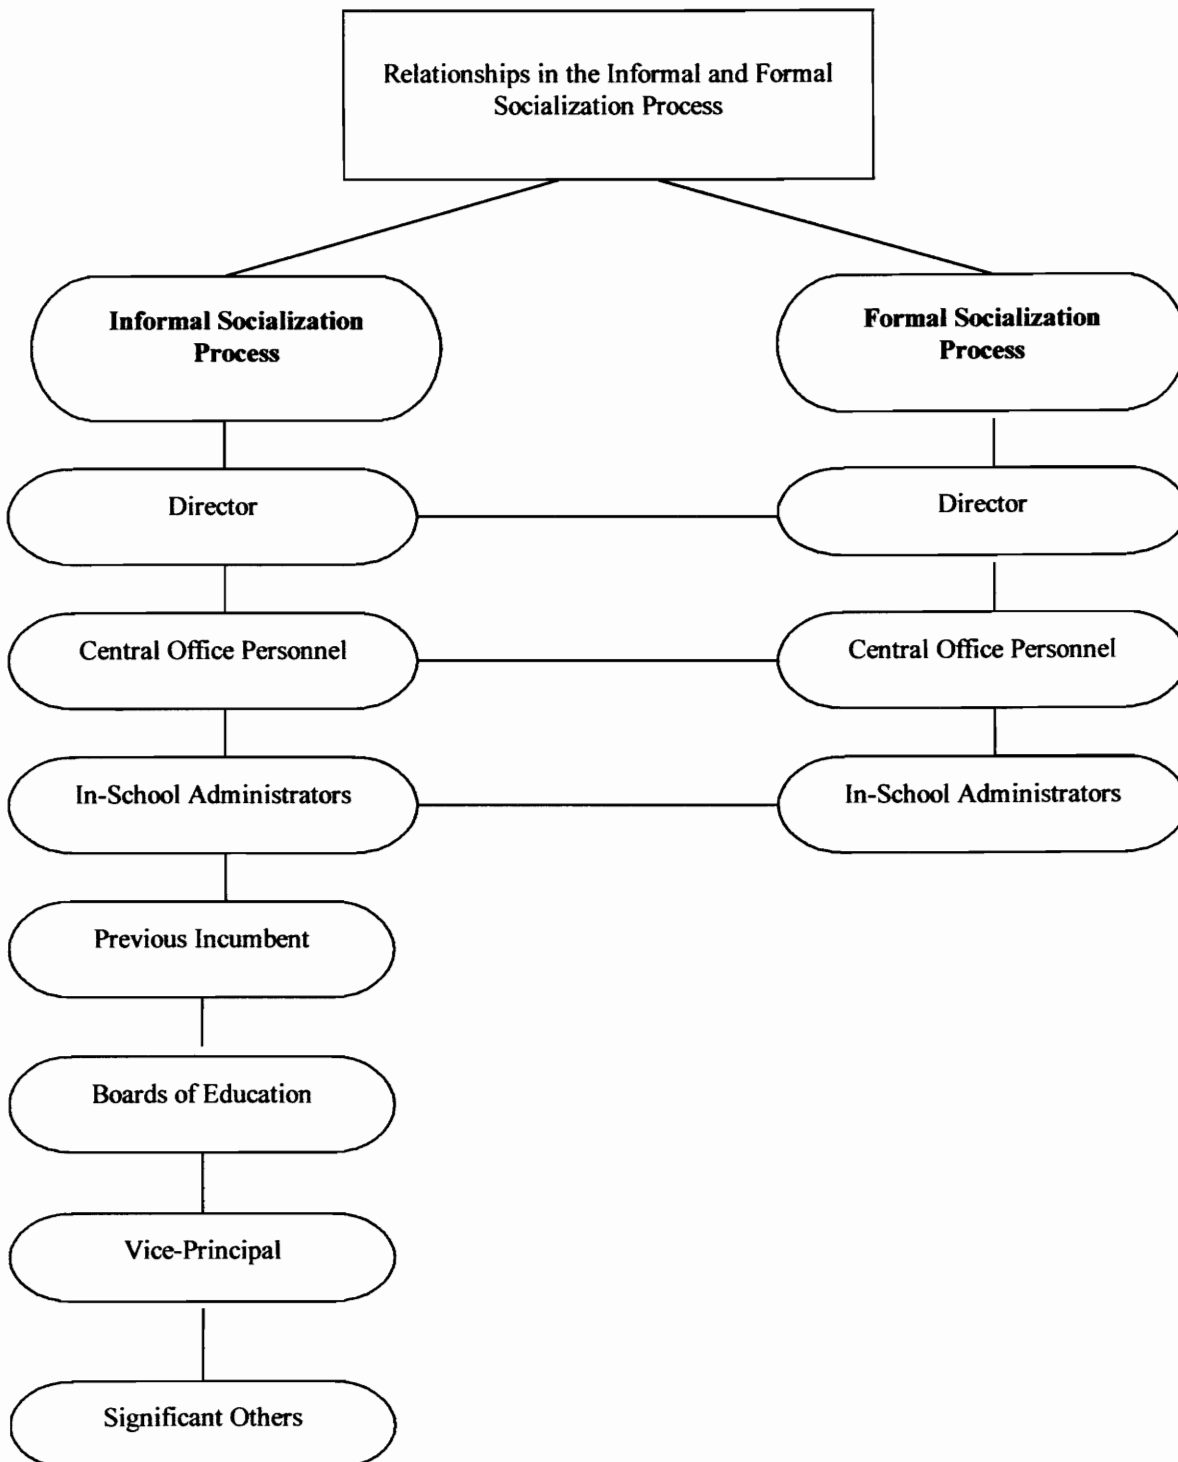 Relationships in the Informal and Formal
Socialization Process
Informal Socialization
Process
Formal Socialization
Process
Director
Director
Central Office Personnel
Central Office Personnel
In-School Administrators
In-School Administrators
Previous Incumbent
Boards of Education
Vice-Principal
Significant Others